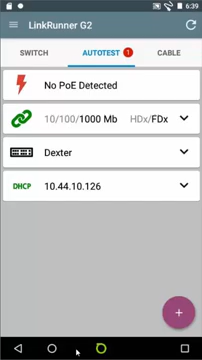 6:39
LinkRunner G2
SWITCH
AUTOTEST 1
CABLE
No PoE Detected
10/100/1000 Mb HDx/FDx
Dexter
DHCP 10.44.10.126
+